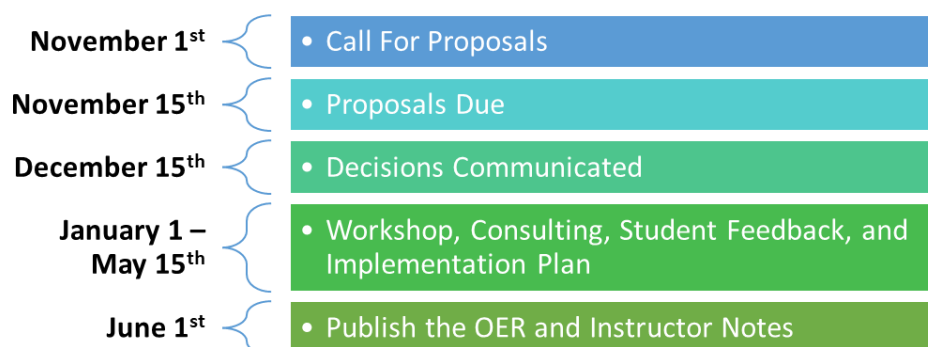 November 1st
• Call For Proposals
November 15th
• Proposals Due
December 15th
• Decisions Communicated
January 1 –
May 15th
• Workshop, Consulting, Student Feedback, and
Implementation Plan
June 1st
• Publish the OER and Instructor Notes